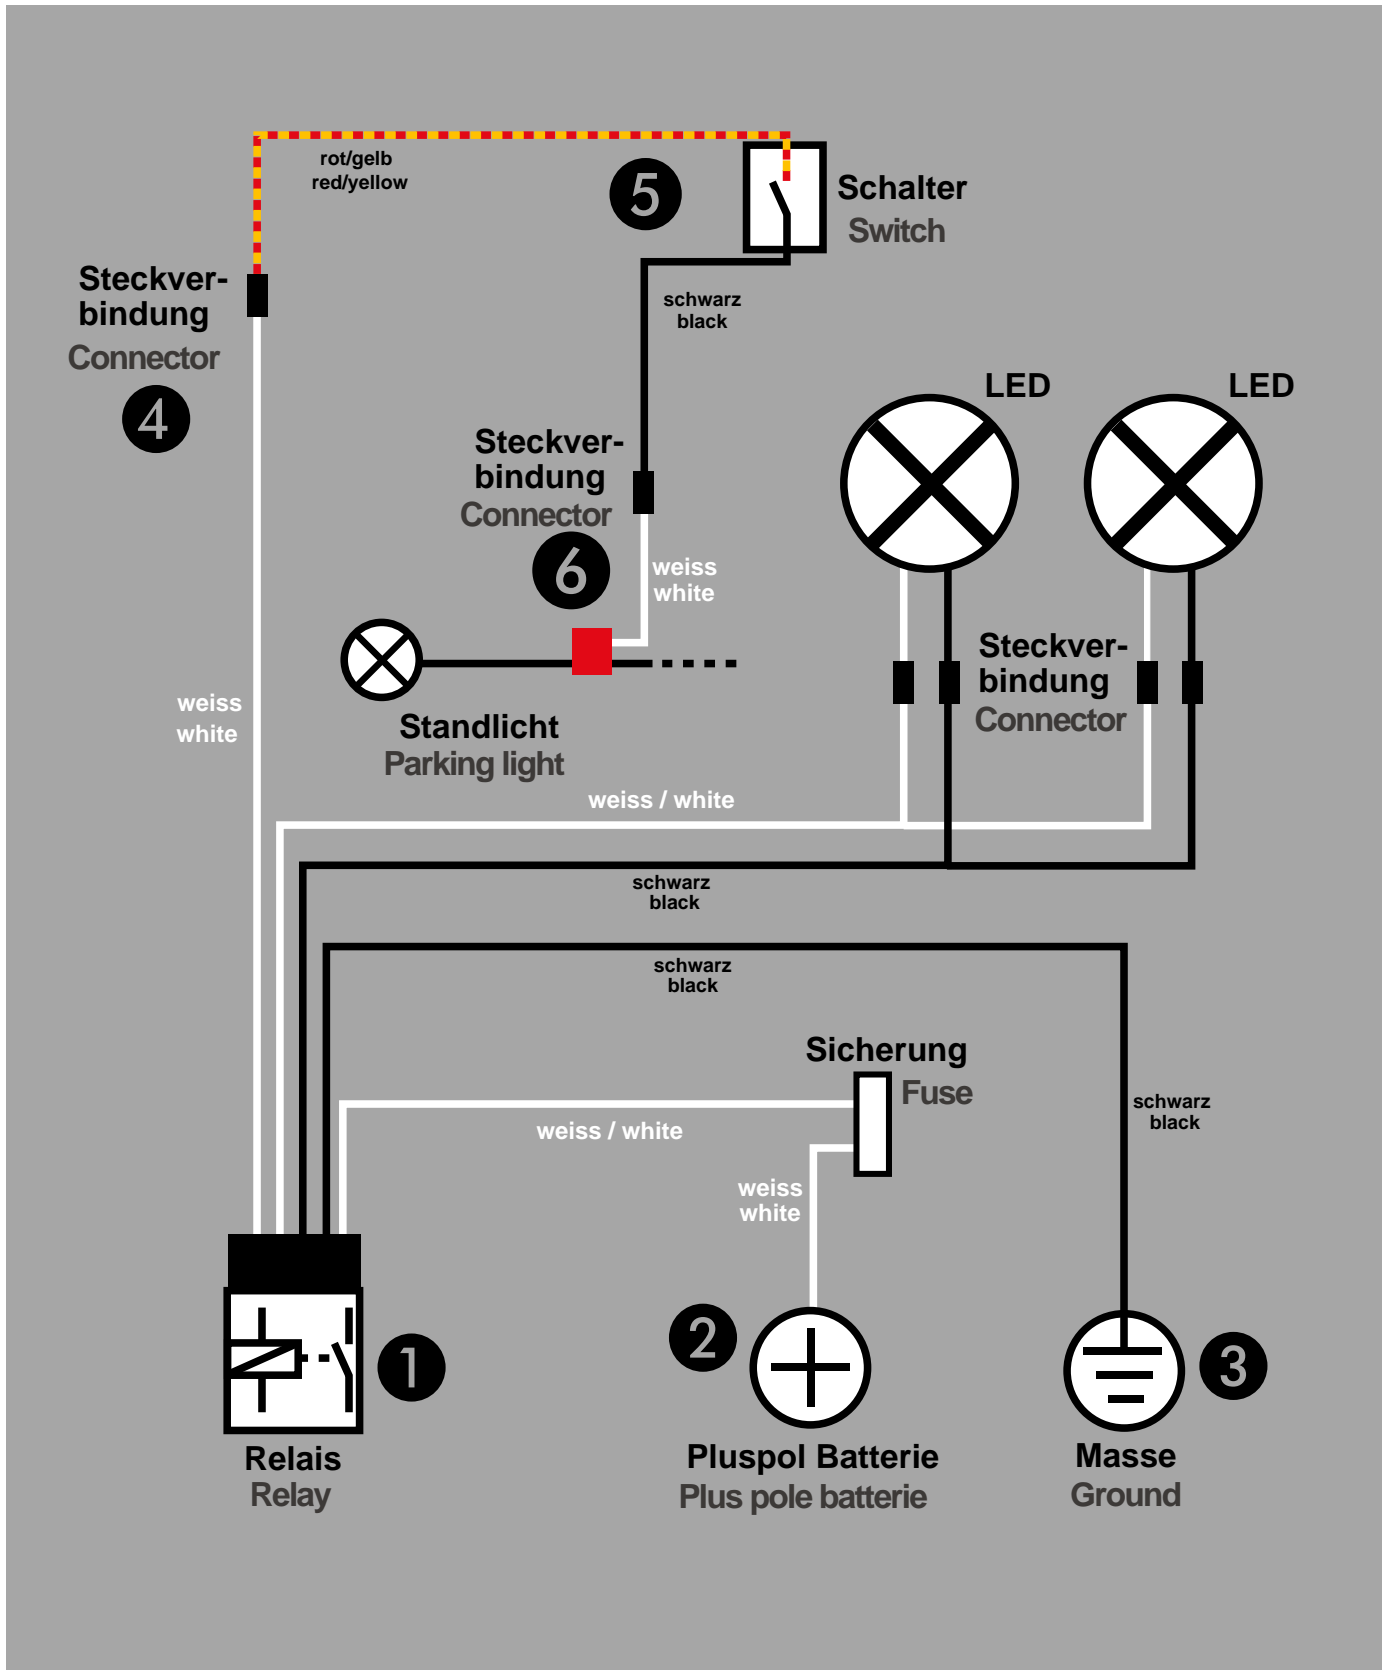 rot/gelb
red/yellow
5
Schalter
Switch
Steckver-
bindung
Connector
4
schwarz
black
LED
LED
Steckver-
bindung
Connector
6
weiss
white
Steckver-
bindung
Connector
weiss
white
Standlicht
Parking light
weiss / white
schwarz
black
schwarz
black
Sicherung
Fuse
schwarz
black
weiss / white
weiss
white
1
2
3
Relais
Relay
Pluspol Batterie
Plus pole batterie
Masse
Ground